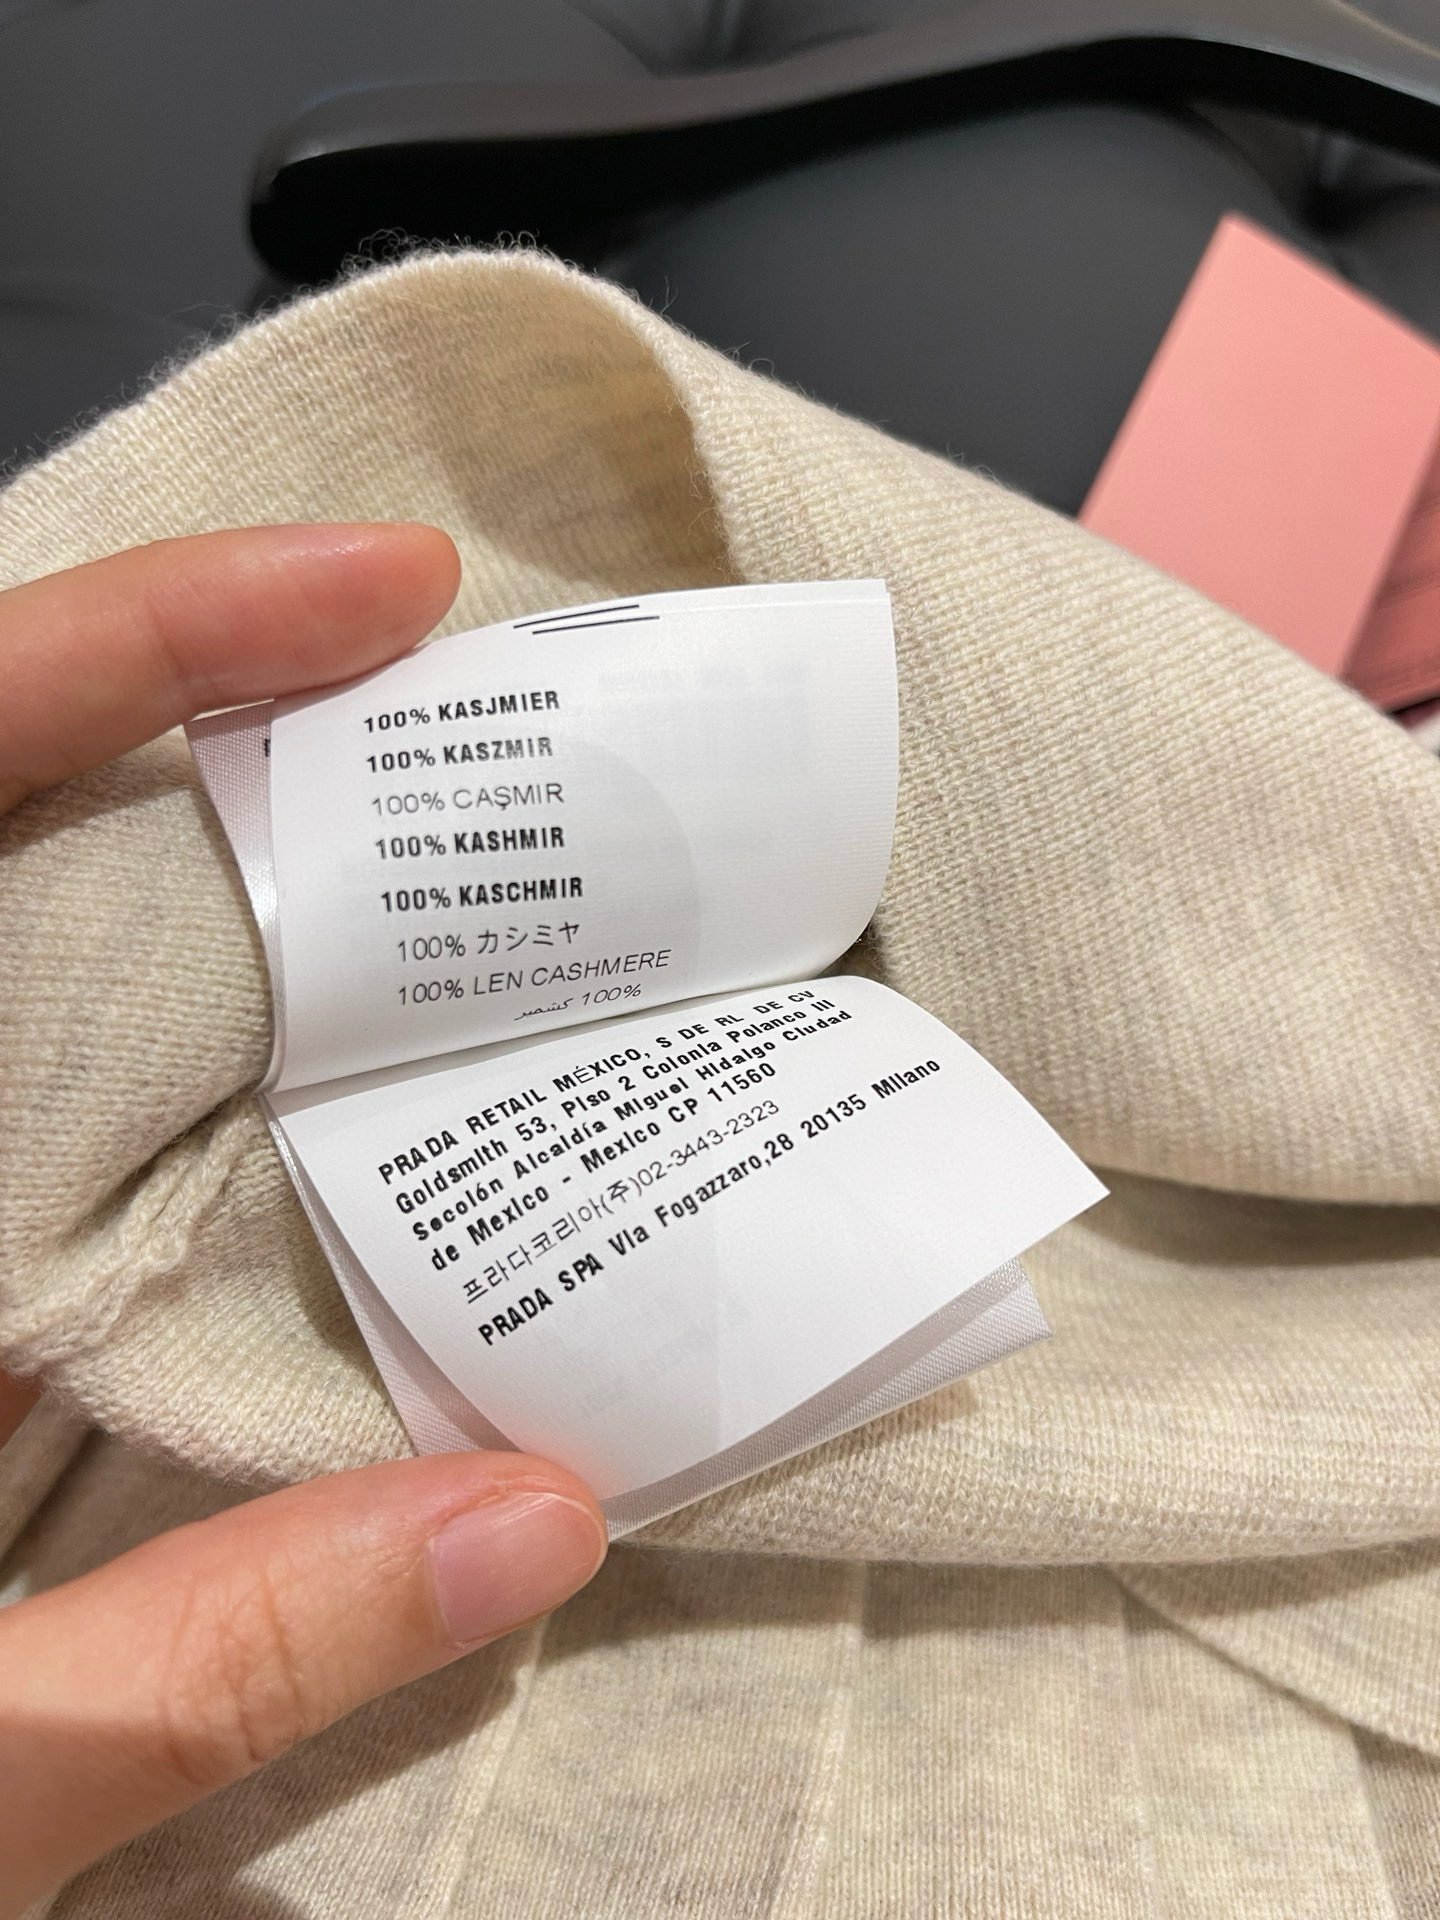 100% KASJMIER
100% KASZMIR
100% CAŞMIR
100% KASHMIR
100% KASCHMIR
100% カシミヤ
100% LEN CASHMERE
100% كشمير
PRADA RETAIL MÉXICO, S DE RL DE CV
Goldsmith 53, Piso 2 Colonia Polanco III
Secolón Alcaldía Miguel Hidalgo Ciudad
de Mexico - Mexico CP 11560
프라다코리아(주)02-3443-2323
PRADA SPA Via Fogazzaro,28 20135 Milano